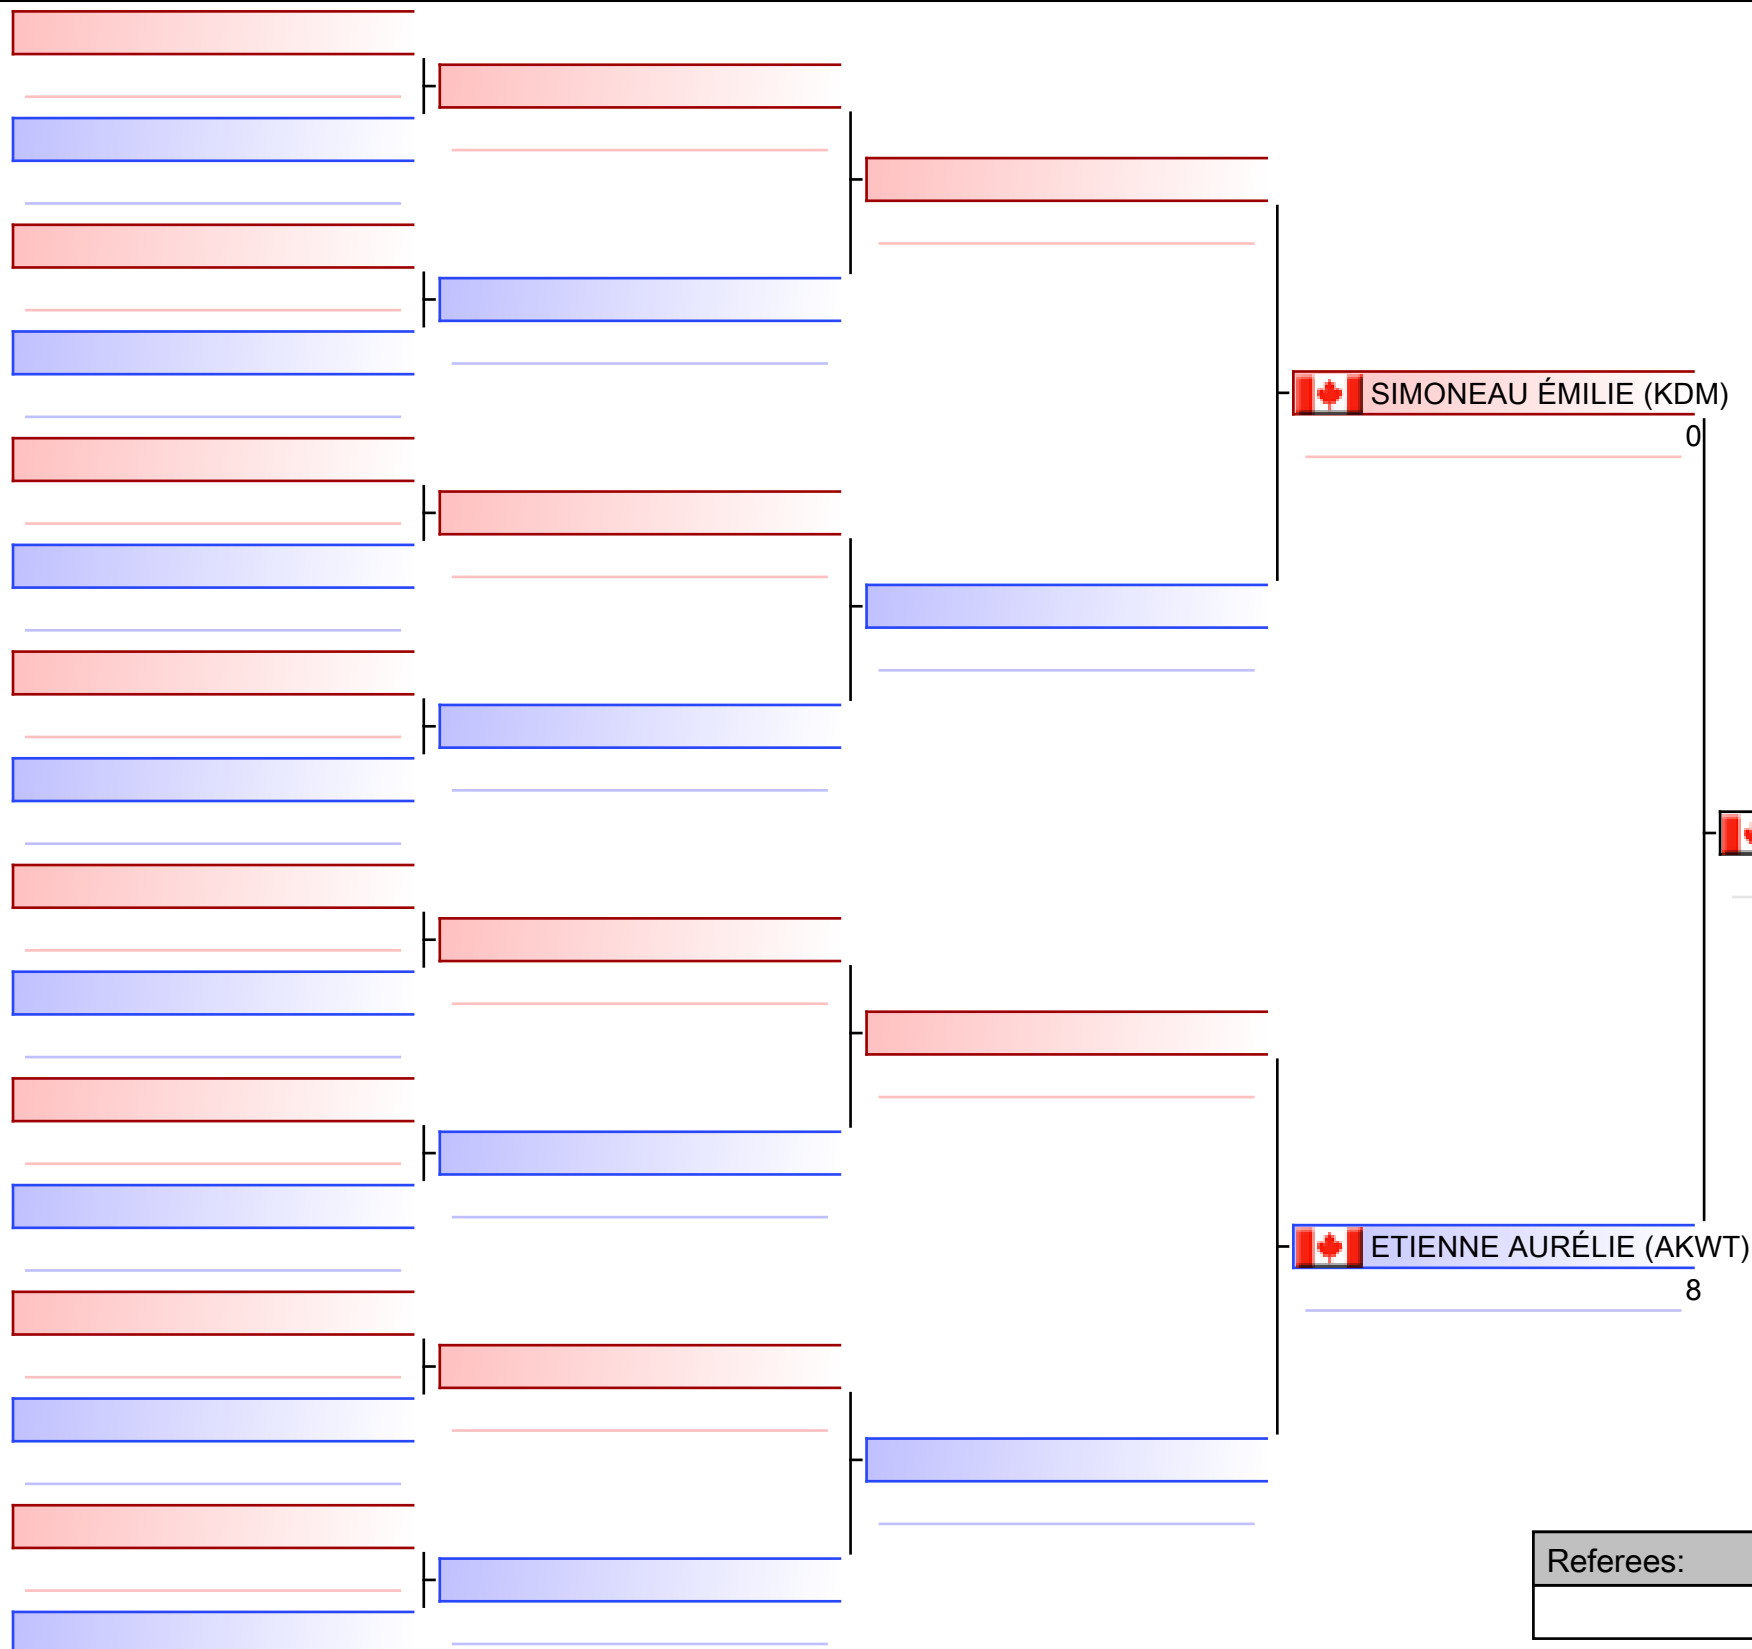 SIMONEAU ÉMILIE (KDM)
0
ETIENNE AURÉLIE (AKWT)
8
Referees: